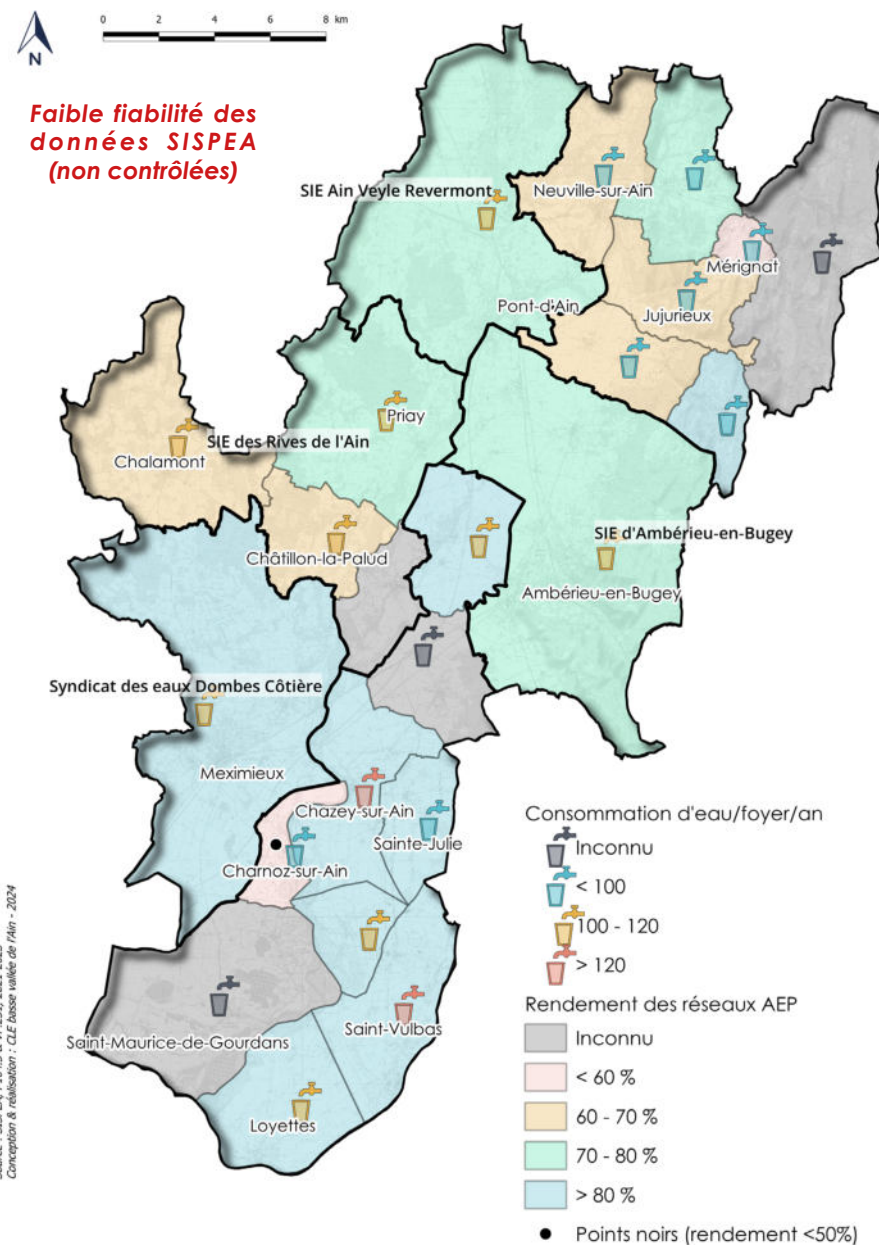 0 2 4 6 8 km
N
Faible fiabilité des
données SISPEA
(non contrôlées)
SIE Ain Veyle Revermont
Neuville-sur-Ain
Mérignat
Pont-d'Ain
Jujurieux
Priay
SIE des Rives de l'Ain
Chalamont
SIE d'Ambérieu-en-Bugey
Châtillon-la-Palud
Ambérieu-en-Bugey
Syndicat des eaux Dombes Côtière
Meximieux
Chazey-sur-Ain
Sainte-Julie
Charnoz-sur-Ain
Saint-Vulbas
Saint-Maurice-de-Gourdans
Loyettes
Consommation d'eau/foyer/an
Inconnu
< 100
100 - 120
> 120
Rendement des réseaux AEP
Inconnu
< 60 %
60 - 70 %
70 - 80 %
> 80 %
Points noirs (rendement <50%)
Conception & réalisation : CLE basse vallée de l'Ain - 2024